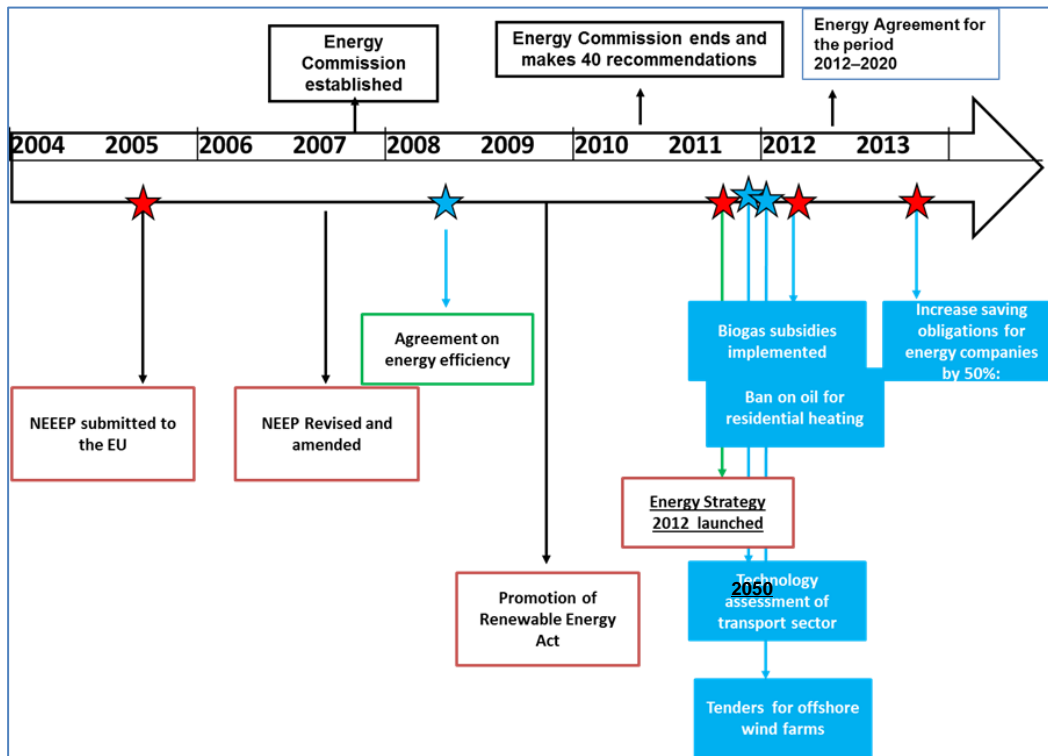 Energy
Commission
established
Energy Commission ends and
makes 40 recommendations
Energy Agreement for
the period
2012–2020
2004 2005 2006 2007 2008 2009 2010 2011 2012 2013
Agreement on
energy efficiency
Biogas subsidies
implemented
Increase saving
obligations for
energy companies
by 50%:
Ban on oil for
residential heating
NEEEP submitted to
the EU
NEEP Revised and
amended
Energy Strategy
2012 launched
Promotion of
Renewable Energy
Act
Technology
2050
assessment of
transport sector
Tenders for offshore
wind farms